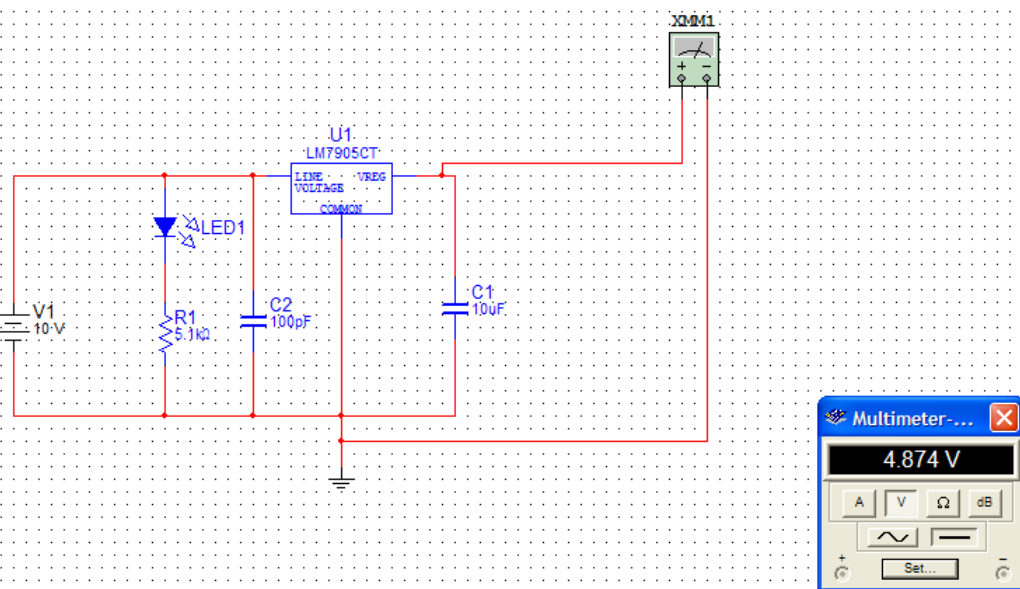 XMM1
+ −
U1
LM7905CT
LINE VREG
VOLTAGE
COMMON
LED1
V1
10 V
R1
5.1kΩ
C2
100pF
C1
10uF
Multimeter-...
4.874 V
A V Ω dB
+ −
Set...